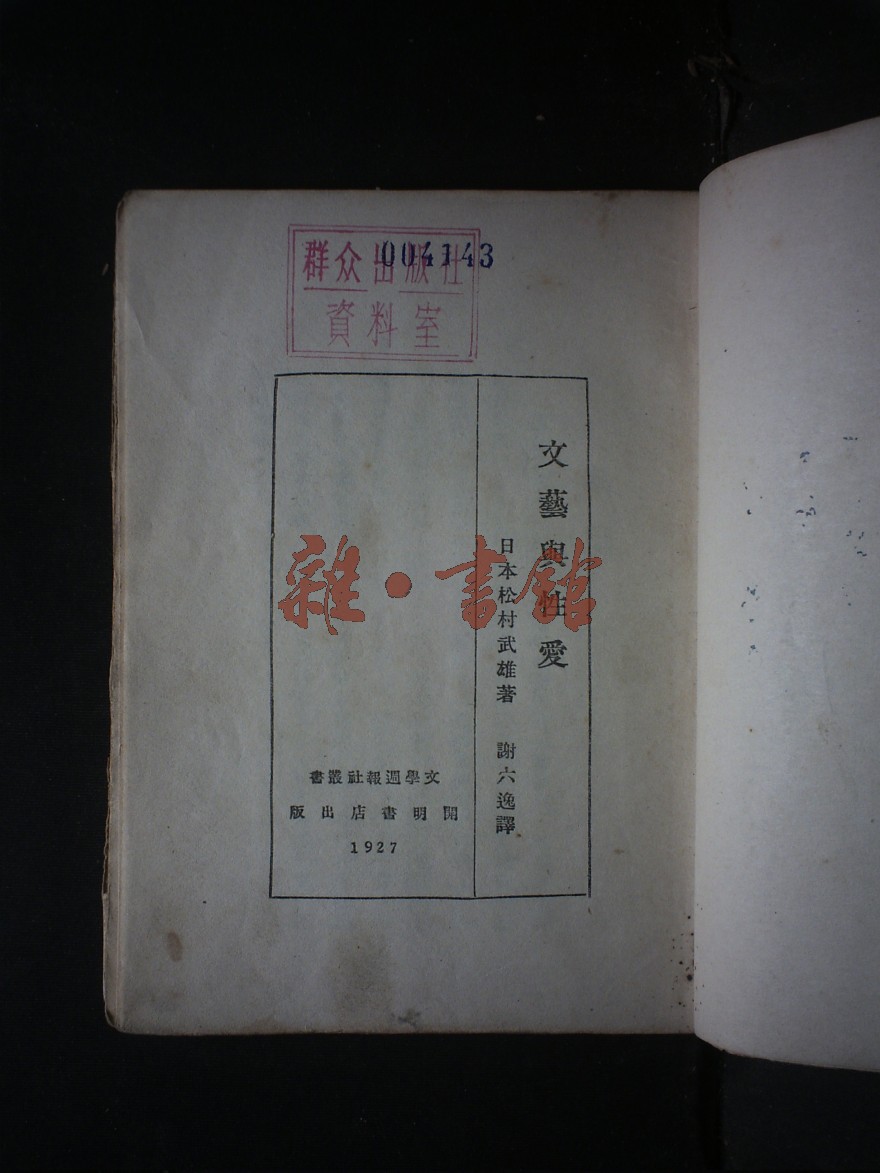 群众出版社
004143
資料室
文藝與性愛
日本松村武雄著 謝六逸譯
文學週報社叢書
開明書店出版
1927
雜·書館